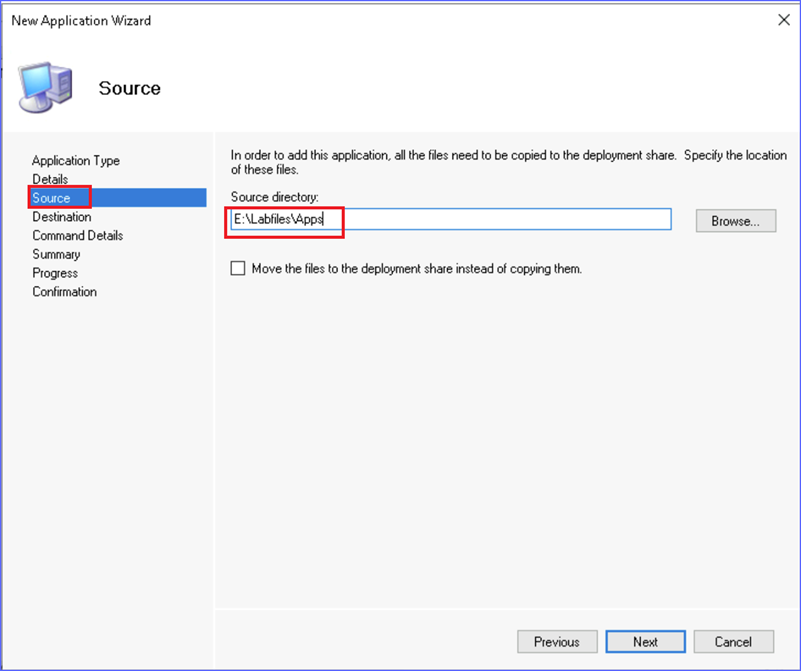 New Application Wizard
Source
Application Type
Details
Source
Destination
Command Details
Summary
Progress
Confirmation
In order to add this application, all the files need to be copied to the deployment share.  Specify the location
of these files.
Source directory:
E:\Labfiles\Apps
Browse...
Move the files to the deployment share instead of copying them.
Previous
Next
Cancel